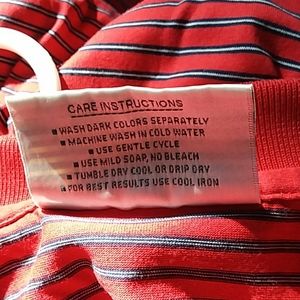 CARE INSTRUCTIONS
■ WASH DARK COLORS SEPARATELY
■ MACHINE WASH IN COLD WATER
■ USE GENTLE CYCLE
■ USE MILD SOAP, NO BLEACH
■ TUMBLE DRY COOL OR DRIP DRY
■ FOR BEST RESULTS USE COOL IRON